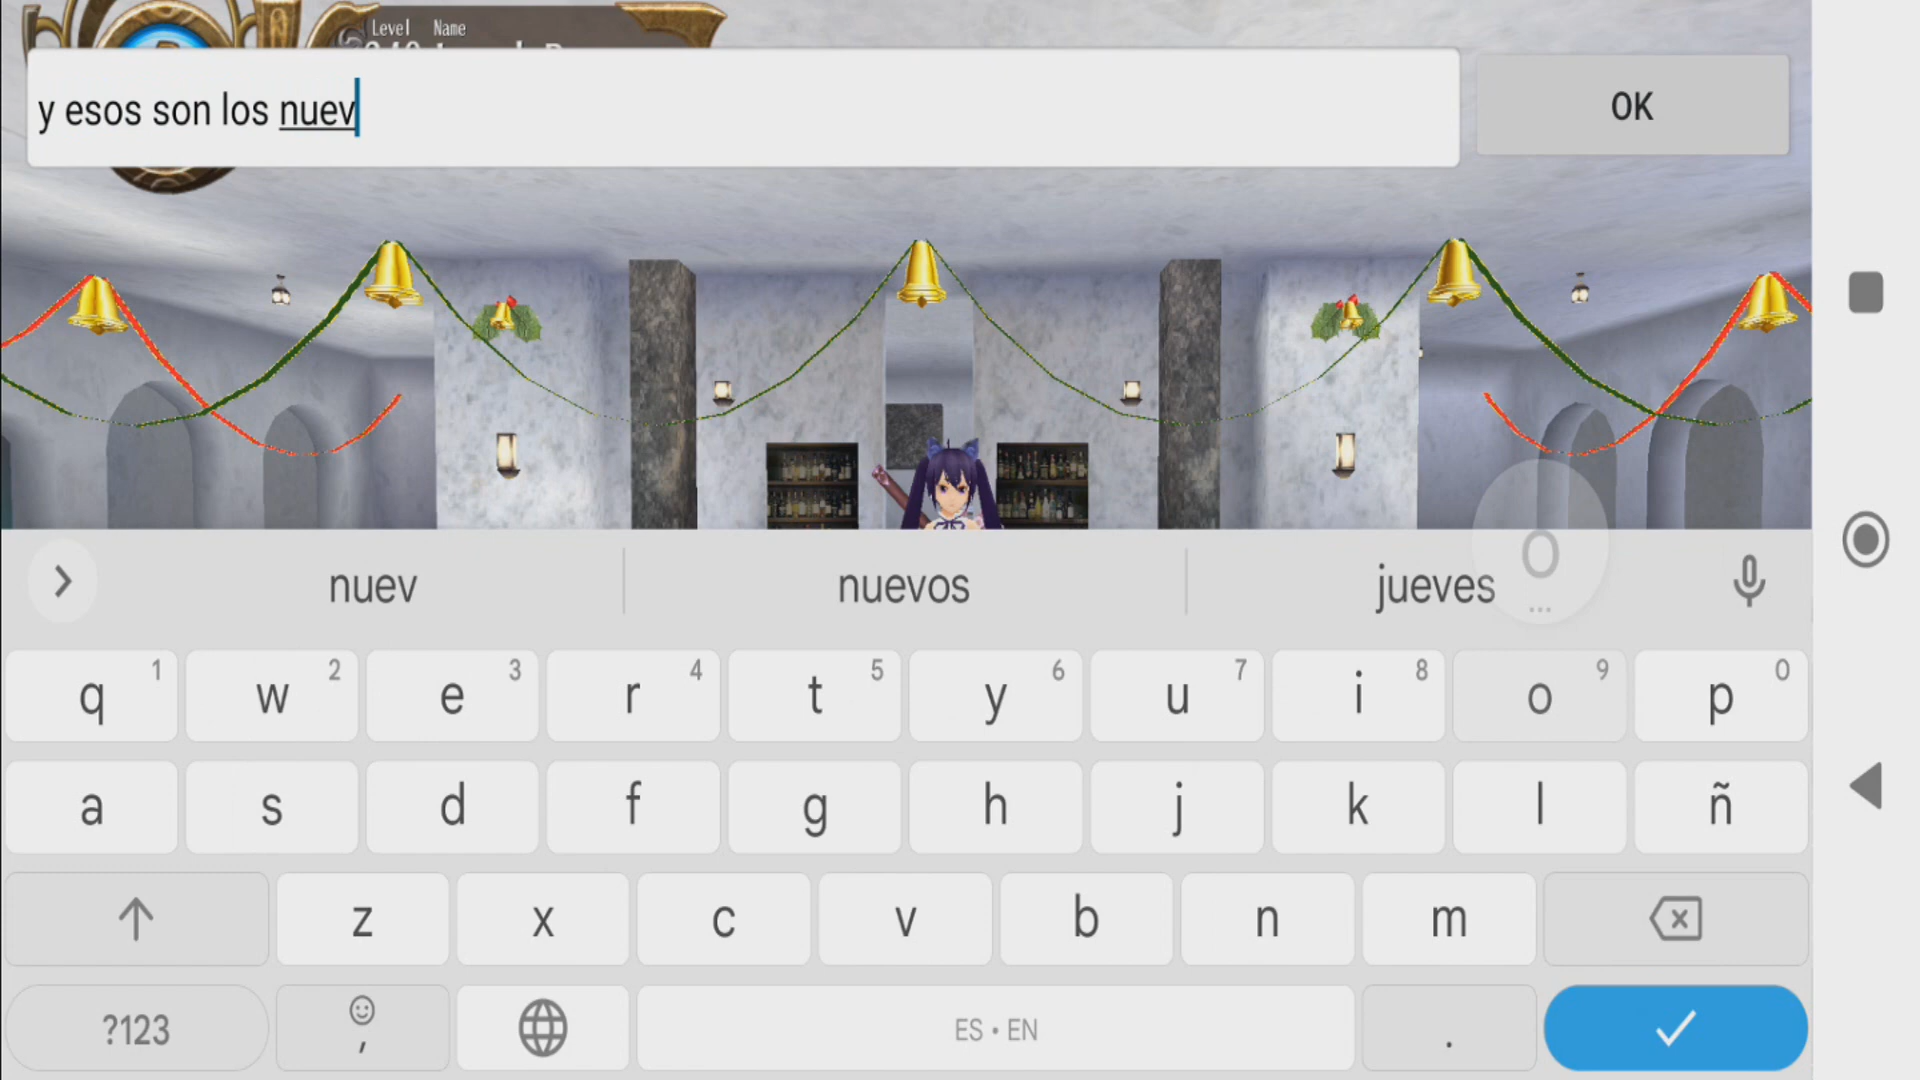 Level Name
y esos son los nuev
OK
nuev nuevos jueves
O
...
q 1 w 2 e 3 r 4 t 5 y 6 u 7 i 8 o 9 p 0
a s d f g h j k l ñ
z x c v b n m
?123 , ES • EN .